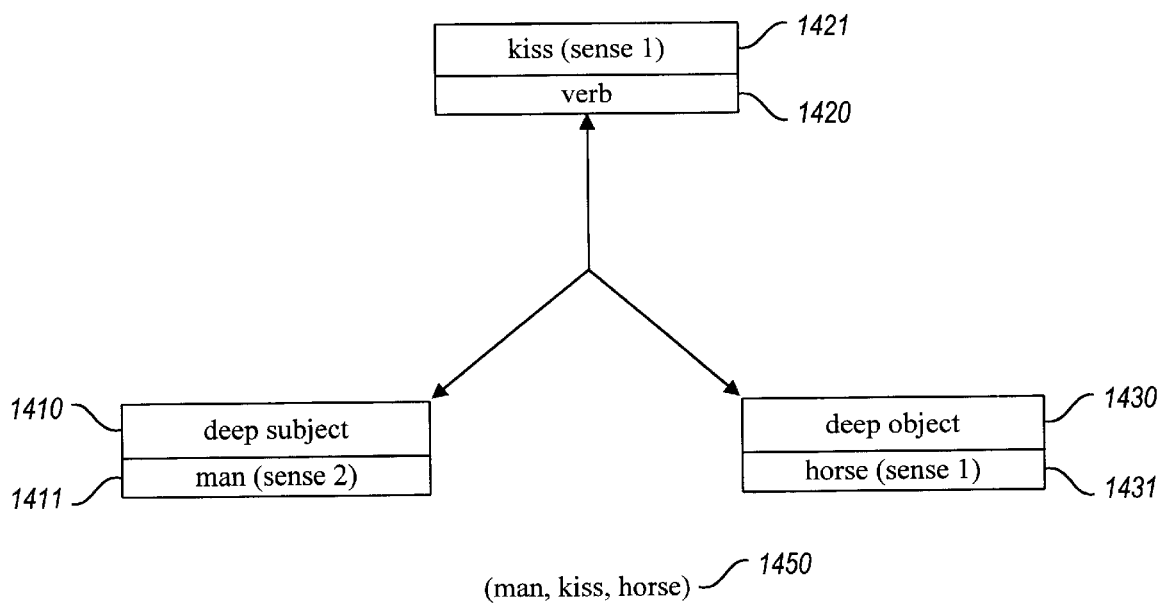 kiss (sense 1) 1421
verb 1420
1410 deep subject
1411 man (sense 2)
deep object 1430
horse (sense 1) 1431
(man, kiss, horse) 1450